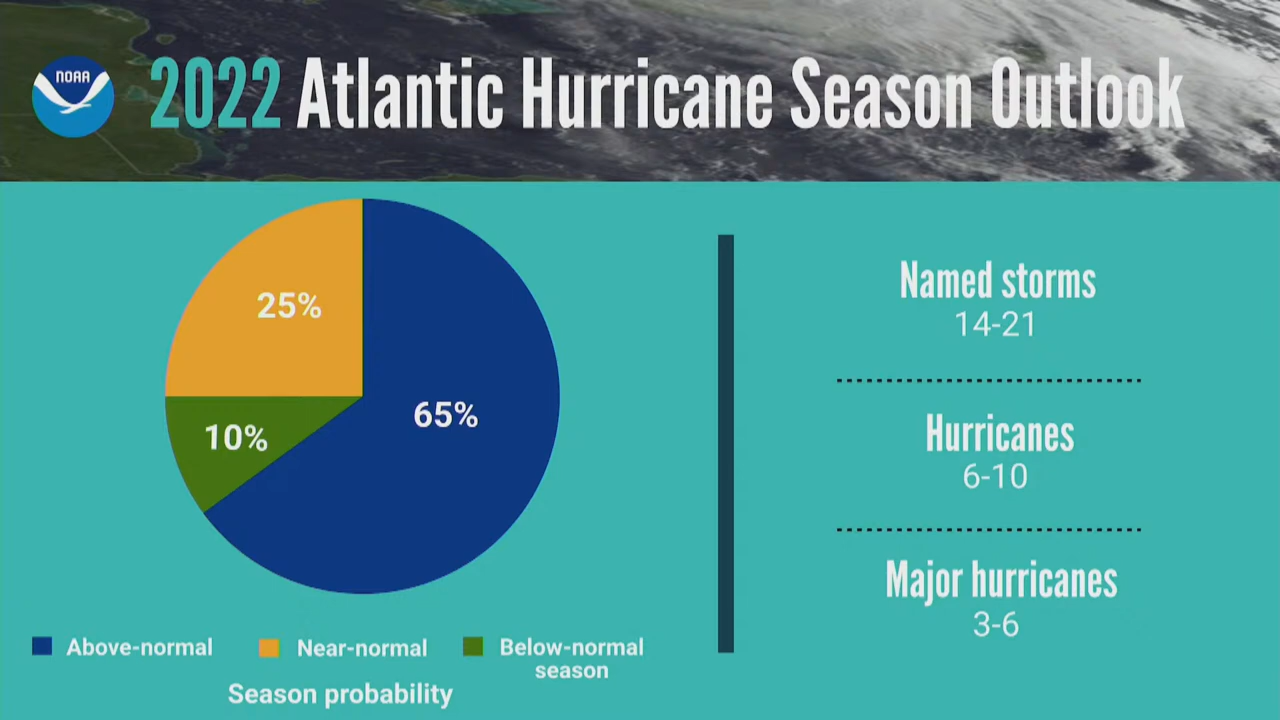 NOAA
2022 Atlantic Hurricane Season Outlook
25%
10%
65%
Above-normal
Near-normal
Below-normal
season
Season probability
Named storms
14-21
Hurricanes
6-10
Major hurricanes
3-6